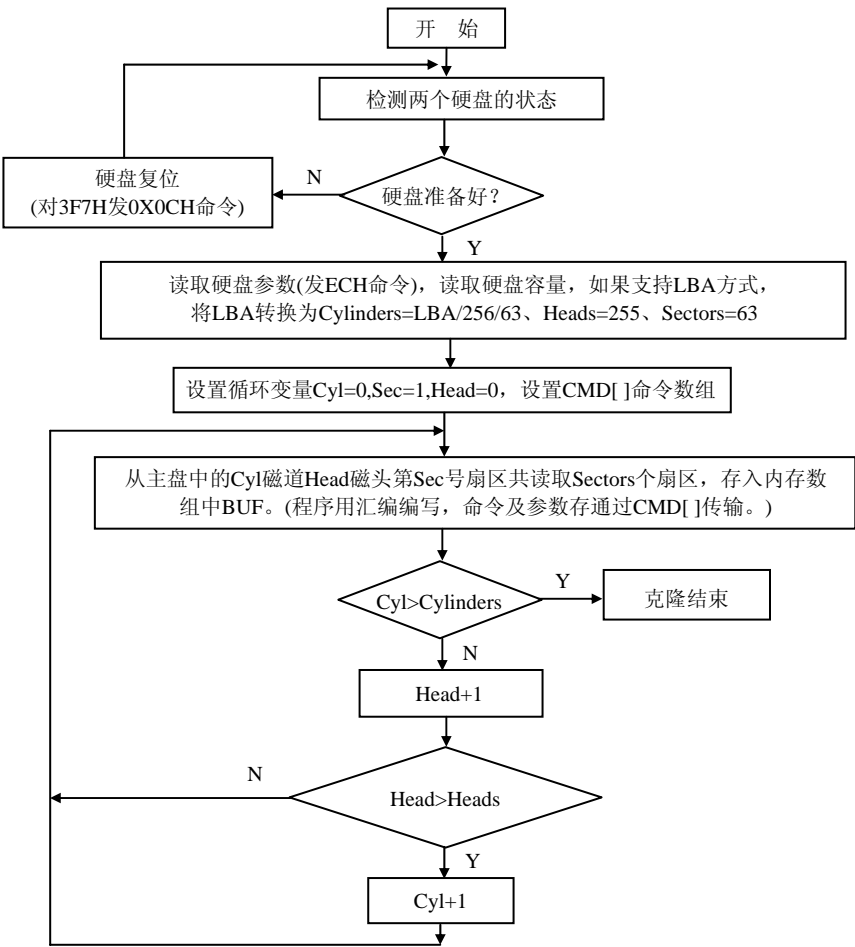 开 始
检测两个硬盘的状态
硬盘复位
(对3F7H发0X0CH命令)
N
硬盘准备好?
Y
读取硬盘参数(发ECH命令)，读取硬盘容量，如果支持LBA方式，
将LBA转换为Cylinders=LBA/256/63、Heads=255、Sectors=63
设置循环变量Cyl=0,Sec=1,Head=0，设置CMD[ ]命令数组
从主盘中的Cyl磁道Head磁头第Sec号扇区共读取Sectors个扇区，存入内存数
组中BUF。(程序用汇编编写，命令及参数存通过CMD[ ]传输。)
Cyl>Cylinders
Y
克隆结束
N
Head+1
N
Head>Heads
Y
Cyl+1